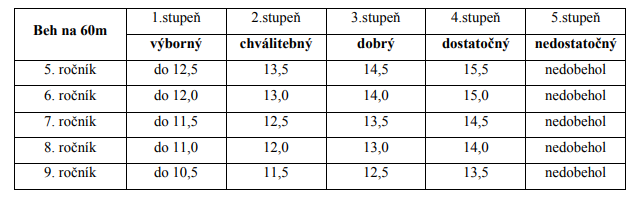 Beh na 60m 1.stupeň 2.stupeň 3.stupeň 4.stupeň 5.stupeň
výborný chválitebný dobrý dostatočný nedostatočný
5. ročník do 12,5 13,5 14,5 15,5 nedobehol
6. ročník do 12,0 13,0 14,0 15,0 nedobehol
7. ročník do 11,5 12,5 13,5 14,5 nedobehol
8. ročník do 11,0 12,0 13,0 14,0 nedobehol
9. ročník do 10,5 11,5 12,5 13,5 nedobehol